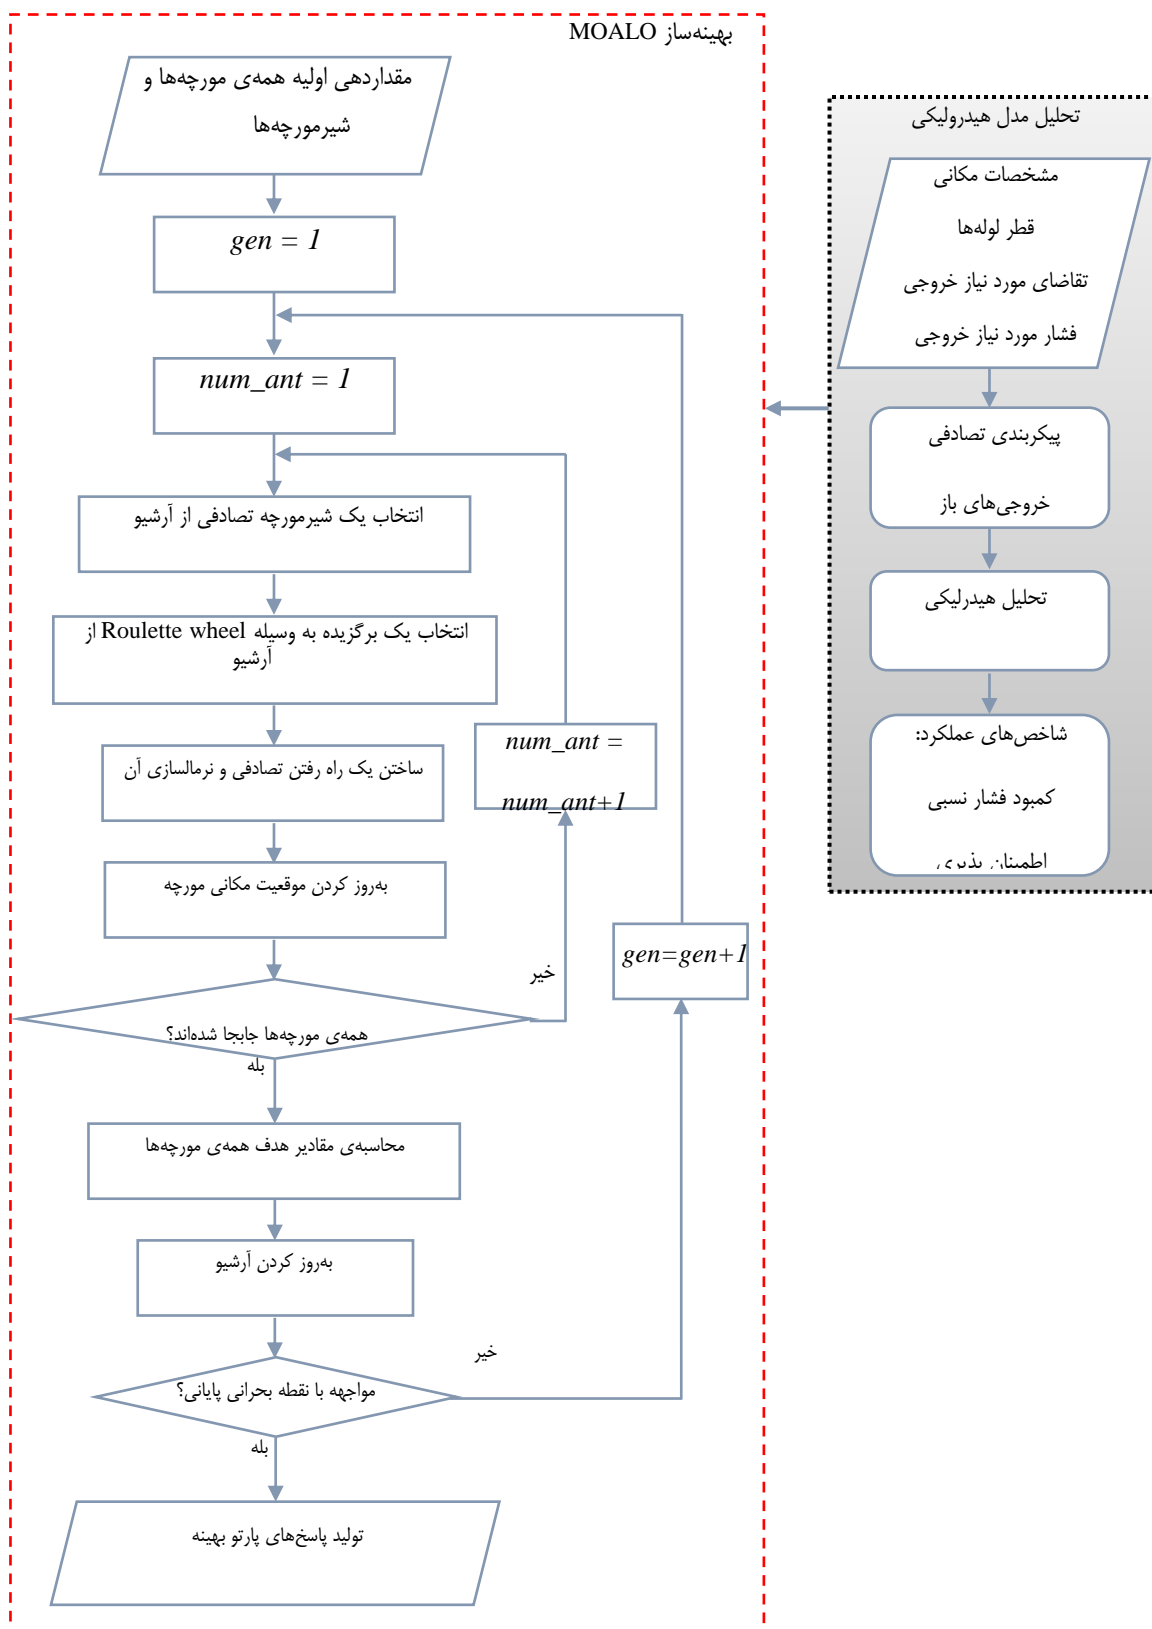 بهینه‌ساز MOALO
مقداردهی اولیه همه‌ی مورچه‌ها و
شیرمورچه‌ها
gen = 1
num_ant = 1
انتخاب یک شیرمورچه تصادفی از آرشیو
انتخاب یک برگزیده به وسیله Roulette wheel از
آرشیو
ساختن یک راه رفتن تصادفی و نرمالسازی آن
به‌روز کردن موقعیت مکانی مورچه
همه‌ی مورچه‌ها جابجا شده‌اند؟
خیر
num_ant =
num_ant+1
بله
محاسبه‌ی مقادیر هدف همه‌ی مورچه‌ها
به‌روز کردن آرشیو
مواجهه با نقطه بحرانی پایانی؟
خیر
gen=gen+1
بله
تولید پاسخ‌های پارتو بهینه
تحلیل مدل هیدرولیکی
مشخصات مکانی
قطر لوله‌ها
تقاضای مورد نیاز خروجی
فشار مورد نیاز خروجی
پیکربندی تصادفی
خروجی‌های باز
تحلیل هیدرلیکی
شاخص‌های عملکرد:
کمبود فشار نسبی
اطمینان پذیری